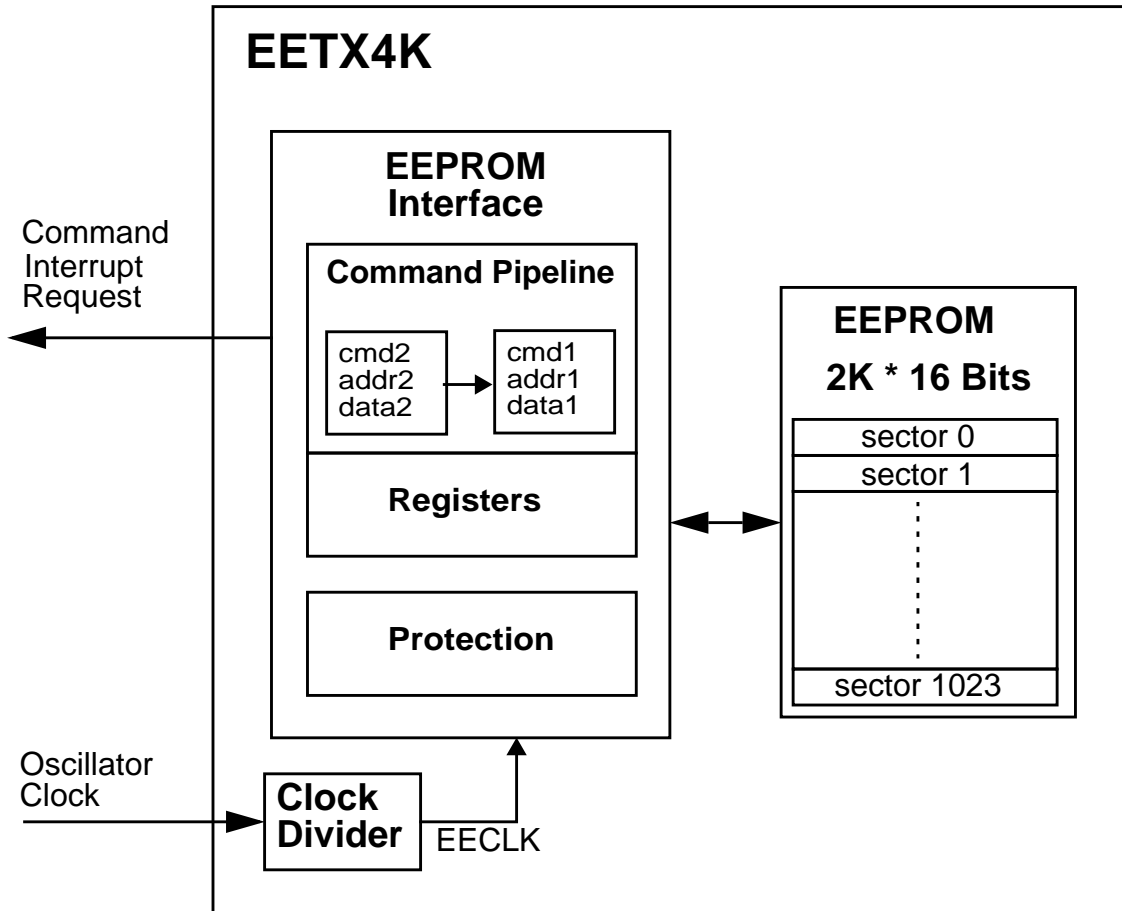 EETX4K
EEPROM
Interface
Command
Interrupt
Request
Command Pipeline
cmd2
addr2
data2
cmd1
addr1
data1
Registers
Protection
EEPROM
2K * 16 Bits
sector 0
sector 1
sector 1023
Oscillator
Clock
Clock
Divider
EECLK